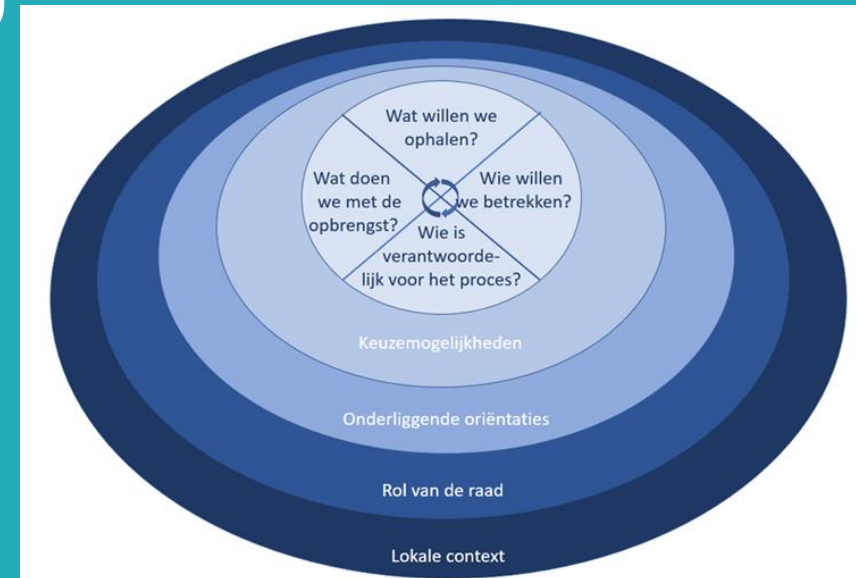 Wat willen we
ophalen?
Wat doen
we met de
opbrengst?
Wie willen
we betrekken?
Wie is
verantwoorde-
lijk voor het proces?
Keuzemogelijkheden
Onderliggende oriëntaties
Rol van de raad
Lokale context